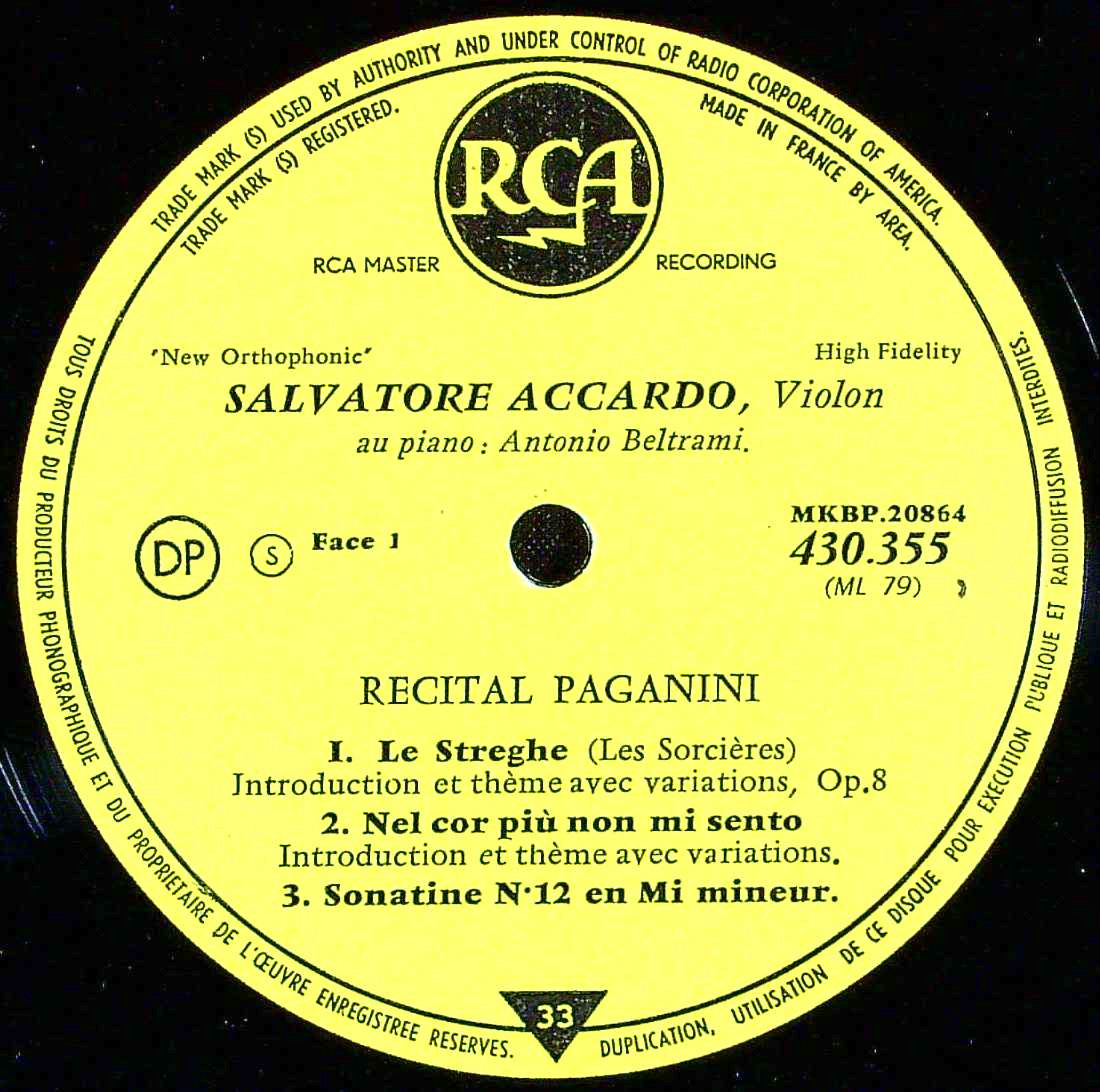 TRADE MARK (S) USED BY AUTHORITY AND UNDER CONTROL OF RADIO CORPORATION OF AMERICA.
TRADE MARK (S) REGISTERED.
MADE IN FRANCE BY AREA.
RCA
RCA MASTER RECORDING
"New Orthophonic" High Fidelity
SALVATORE ACCARDO, Violon
au piano : Antonio Beltrami.
DP S Face 1
MKBP.20864
430.355
(ML 79)
RECITAL PAGANINI
1. Le Streghe (Les Sorcières)
Introduction et thème avec variations, Op.8
2. Nel cor più non mi sento
Introduction et thème avec variations.
3. Sonatine N°12 en Mi mineur.
33
TOUS DROITS DU PRODUCTEUR PHONOGRAPHIQUE ET DU PROPRIETAIRE DE L'ŒUVRE ENREGISTREE RESERVES. DUPLICATION, UTILISATION DE CE DISQUE POUR EXECUTION PUBLIQUE ET RADIODIFFUSION INTERDITES.